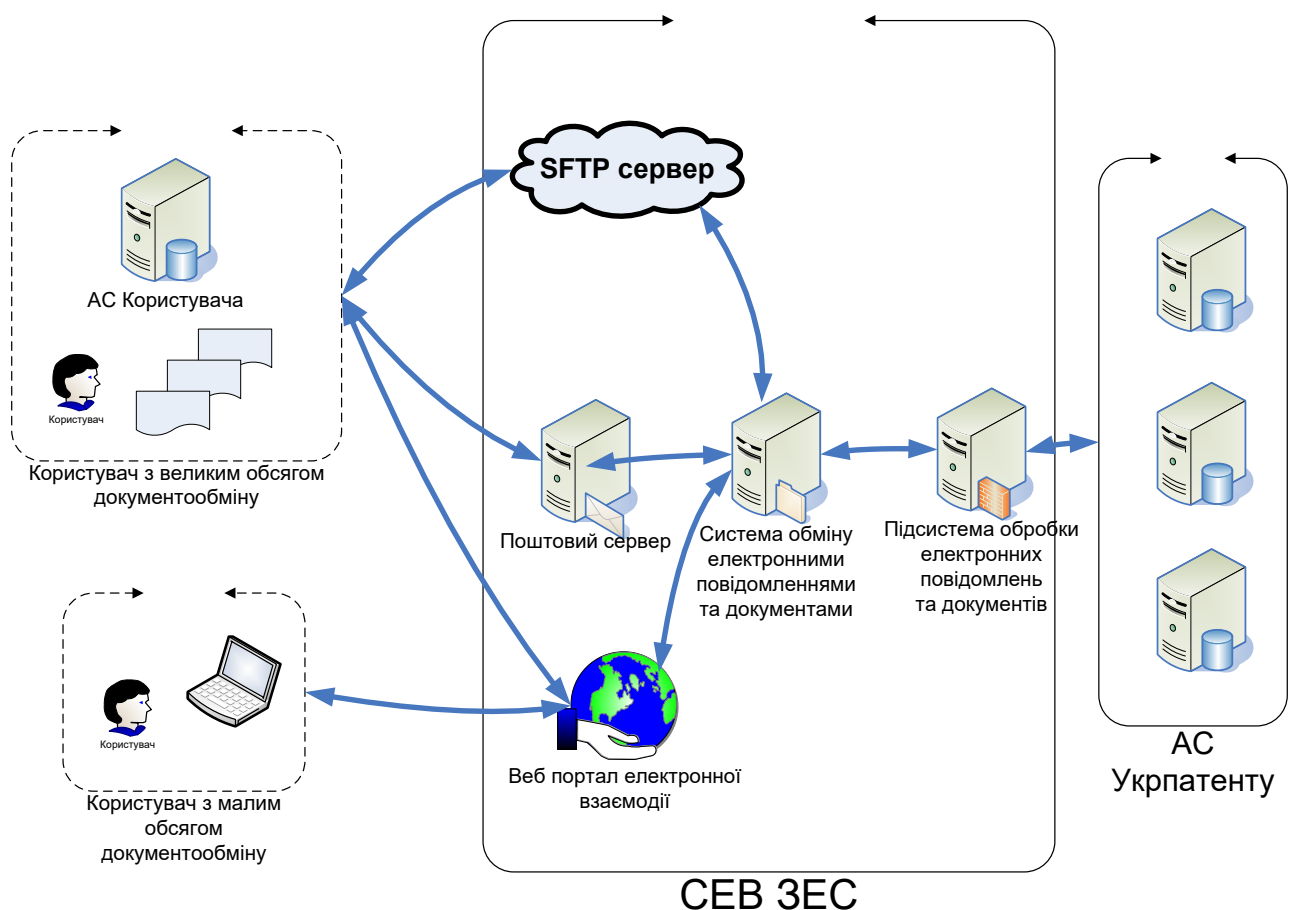 SFTP сервер
АС Користувача
Користувач
Користувач з великим обсягом
документообміну
Поштовий сервер
Система обміну
електронними
повідомленнями
та документами
Підсистема обробки
електронних
повідомлень
та документів
Користувач
Користувач з малим
обсягом
документообміну
Веб портал електронної
взаємодії
АС
Укрпатенту
СЕВ ЗЕС